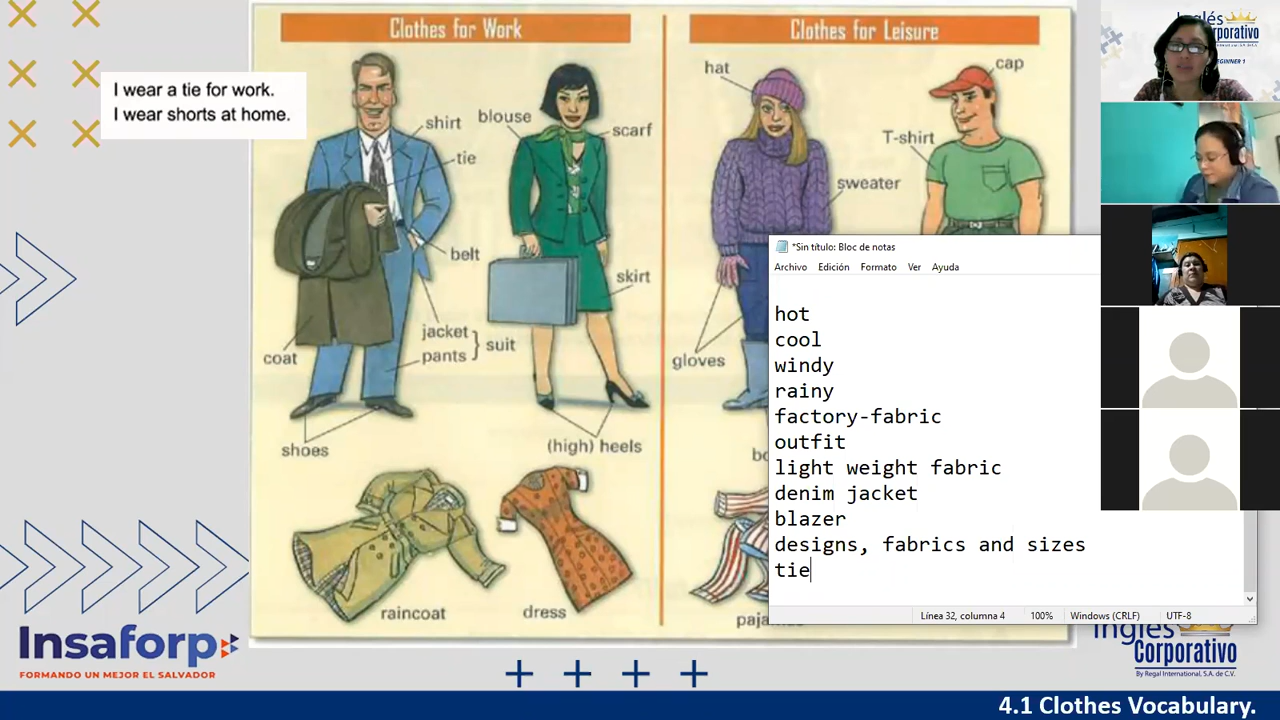 Clothes for Work
Clothes for Leisure
I wear a tie for work.
I wear shorts at home.
shirt
tie
belt
jacket
pants
suit
coat
shoes
blouse
scarf
skirt
(high) heels
raincoat
dress
hat
cap
T-shirt
sweater
gloves
*Sin título: Bloc de notas
Archivo Edición Formato Ver Ayuda
hot
cool
windy
rainy
factory-fabric
outfit
light weight fabric
denim jacket
blazer
designs, fabrics and sizes
tie
Línea 32, columna 4 100% Windows (CRLF) UTF-8
Inglés
Corporativo
By Regal International, S.A. de C.V.
Insaforp
FORMANDO UN MEJOR EL SALVADOR
4.1 Clothes Vocabulary.